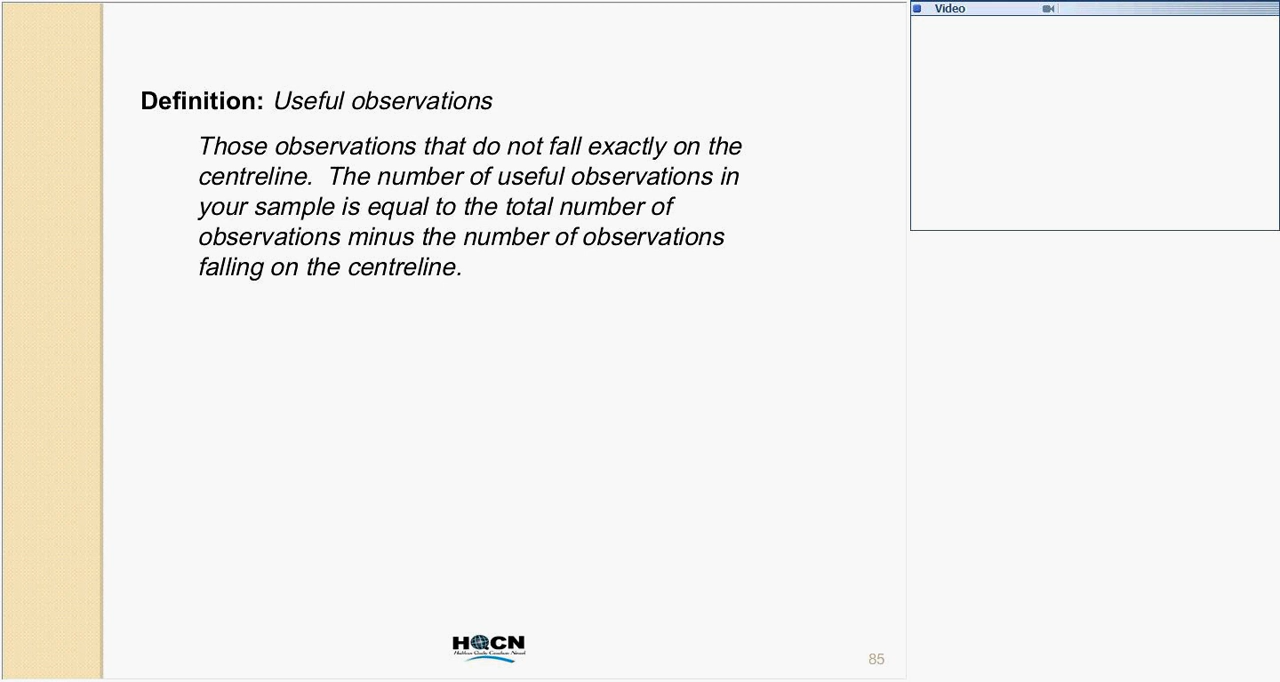 Video
Definition: Useful observations
Those observations that do not fall exactly on the
centreline. The number of useful observations in
your sample is equal to the total number of
observations minus the number of observations
falling on the centreline.
HQCN
85